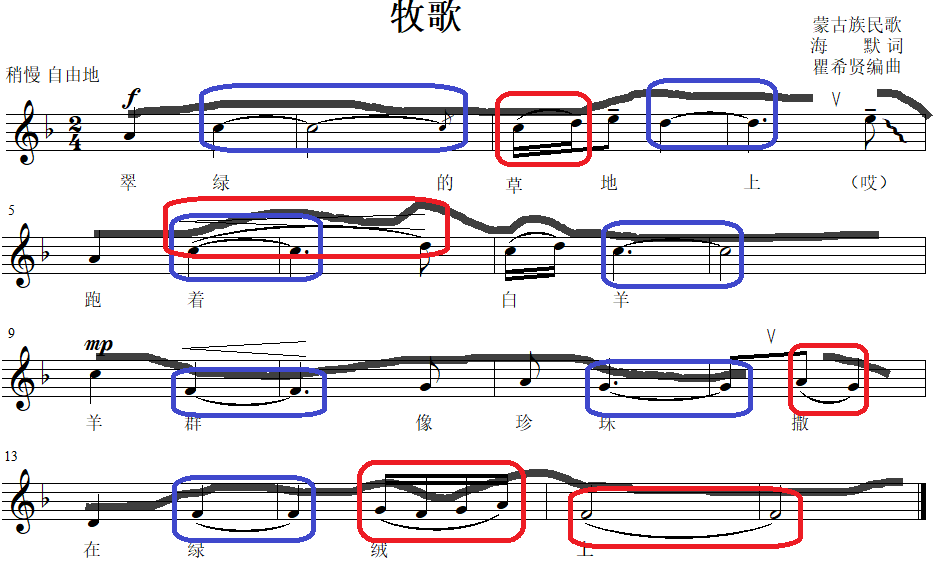 牧歌
蒙古族民歌
海 默 词
瞿希贤编曲
稍慢 自由地
f
V
2
4
翠 绿 的 草 地 上 （哎）
5
跑 着 白 羊
9
mp
V
羊 群 像 珍 珠 撒
13
在 绿 绒 上